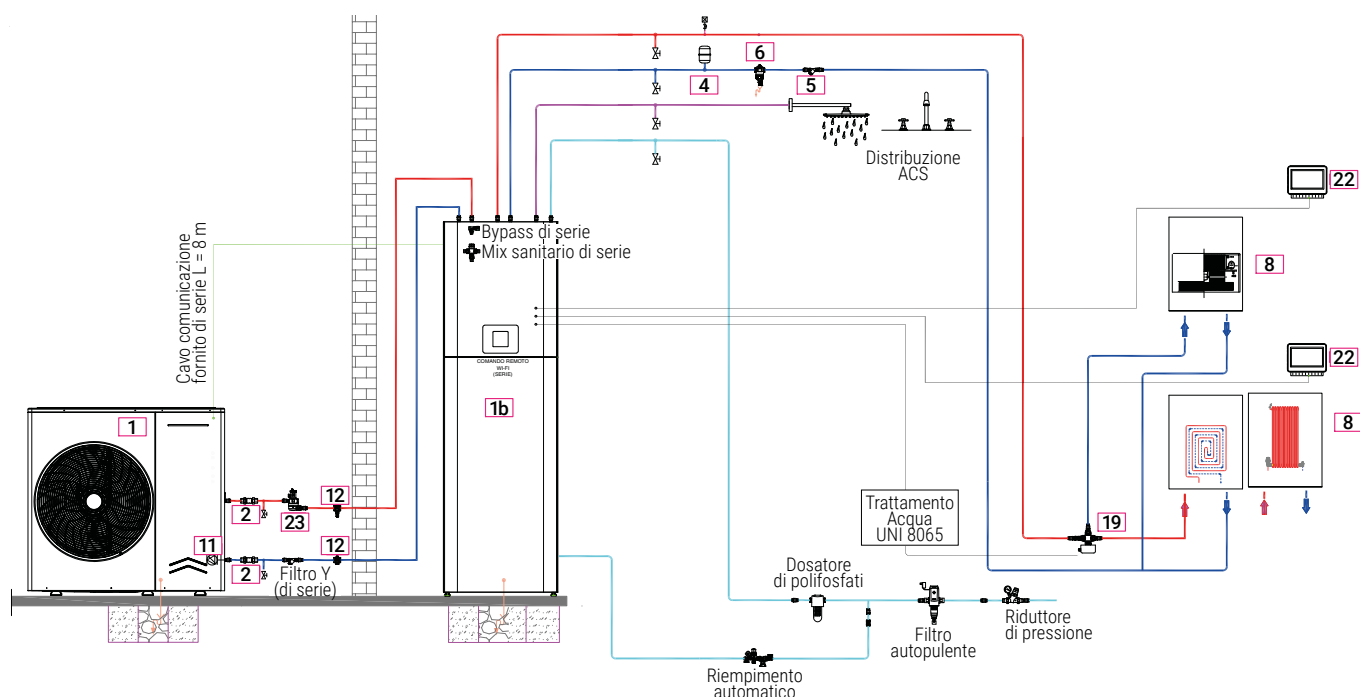 6
4
5
Distribuzione
ACS
22
Bypass di serie
Mix sanitario di serie
8
Cavo comunicazione
fornito di serie L = 8 m
COMANDO REMOTO
WI-FI
(SERIE)
22
1b
1
8
12
2
23
Trattamento
Acqua
UNI 8065
19
11
12
2
Filtro Y
(di serie)
Dosatore
di polifosfati
Filtro
autopulente
Riduttore
di pressione
Riempimento
automatico